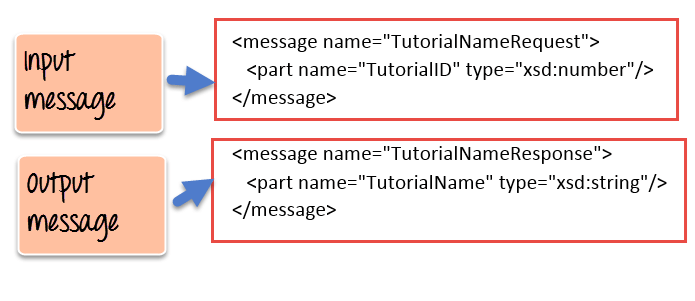 Input
message
<message name="TutorialNameRequest">
<part name="TutorialID" type="xsd:number"/>
</message>
Output
message
<message name="TutorialNameResponse">
<part name="TutorialName" type="xsd:string"/>
</message>